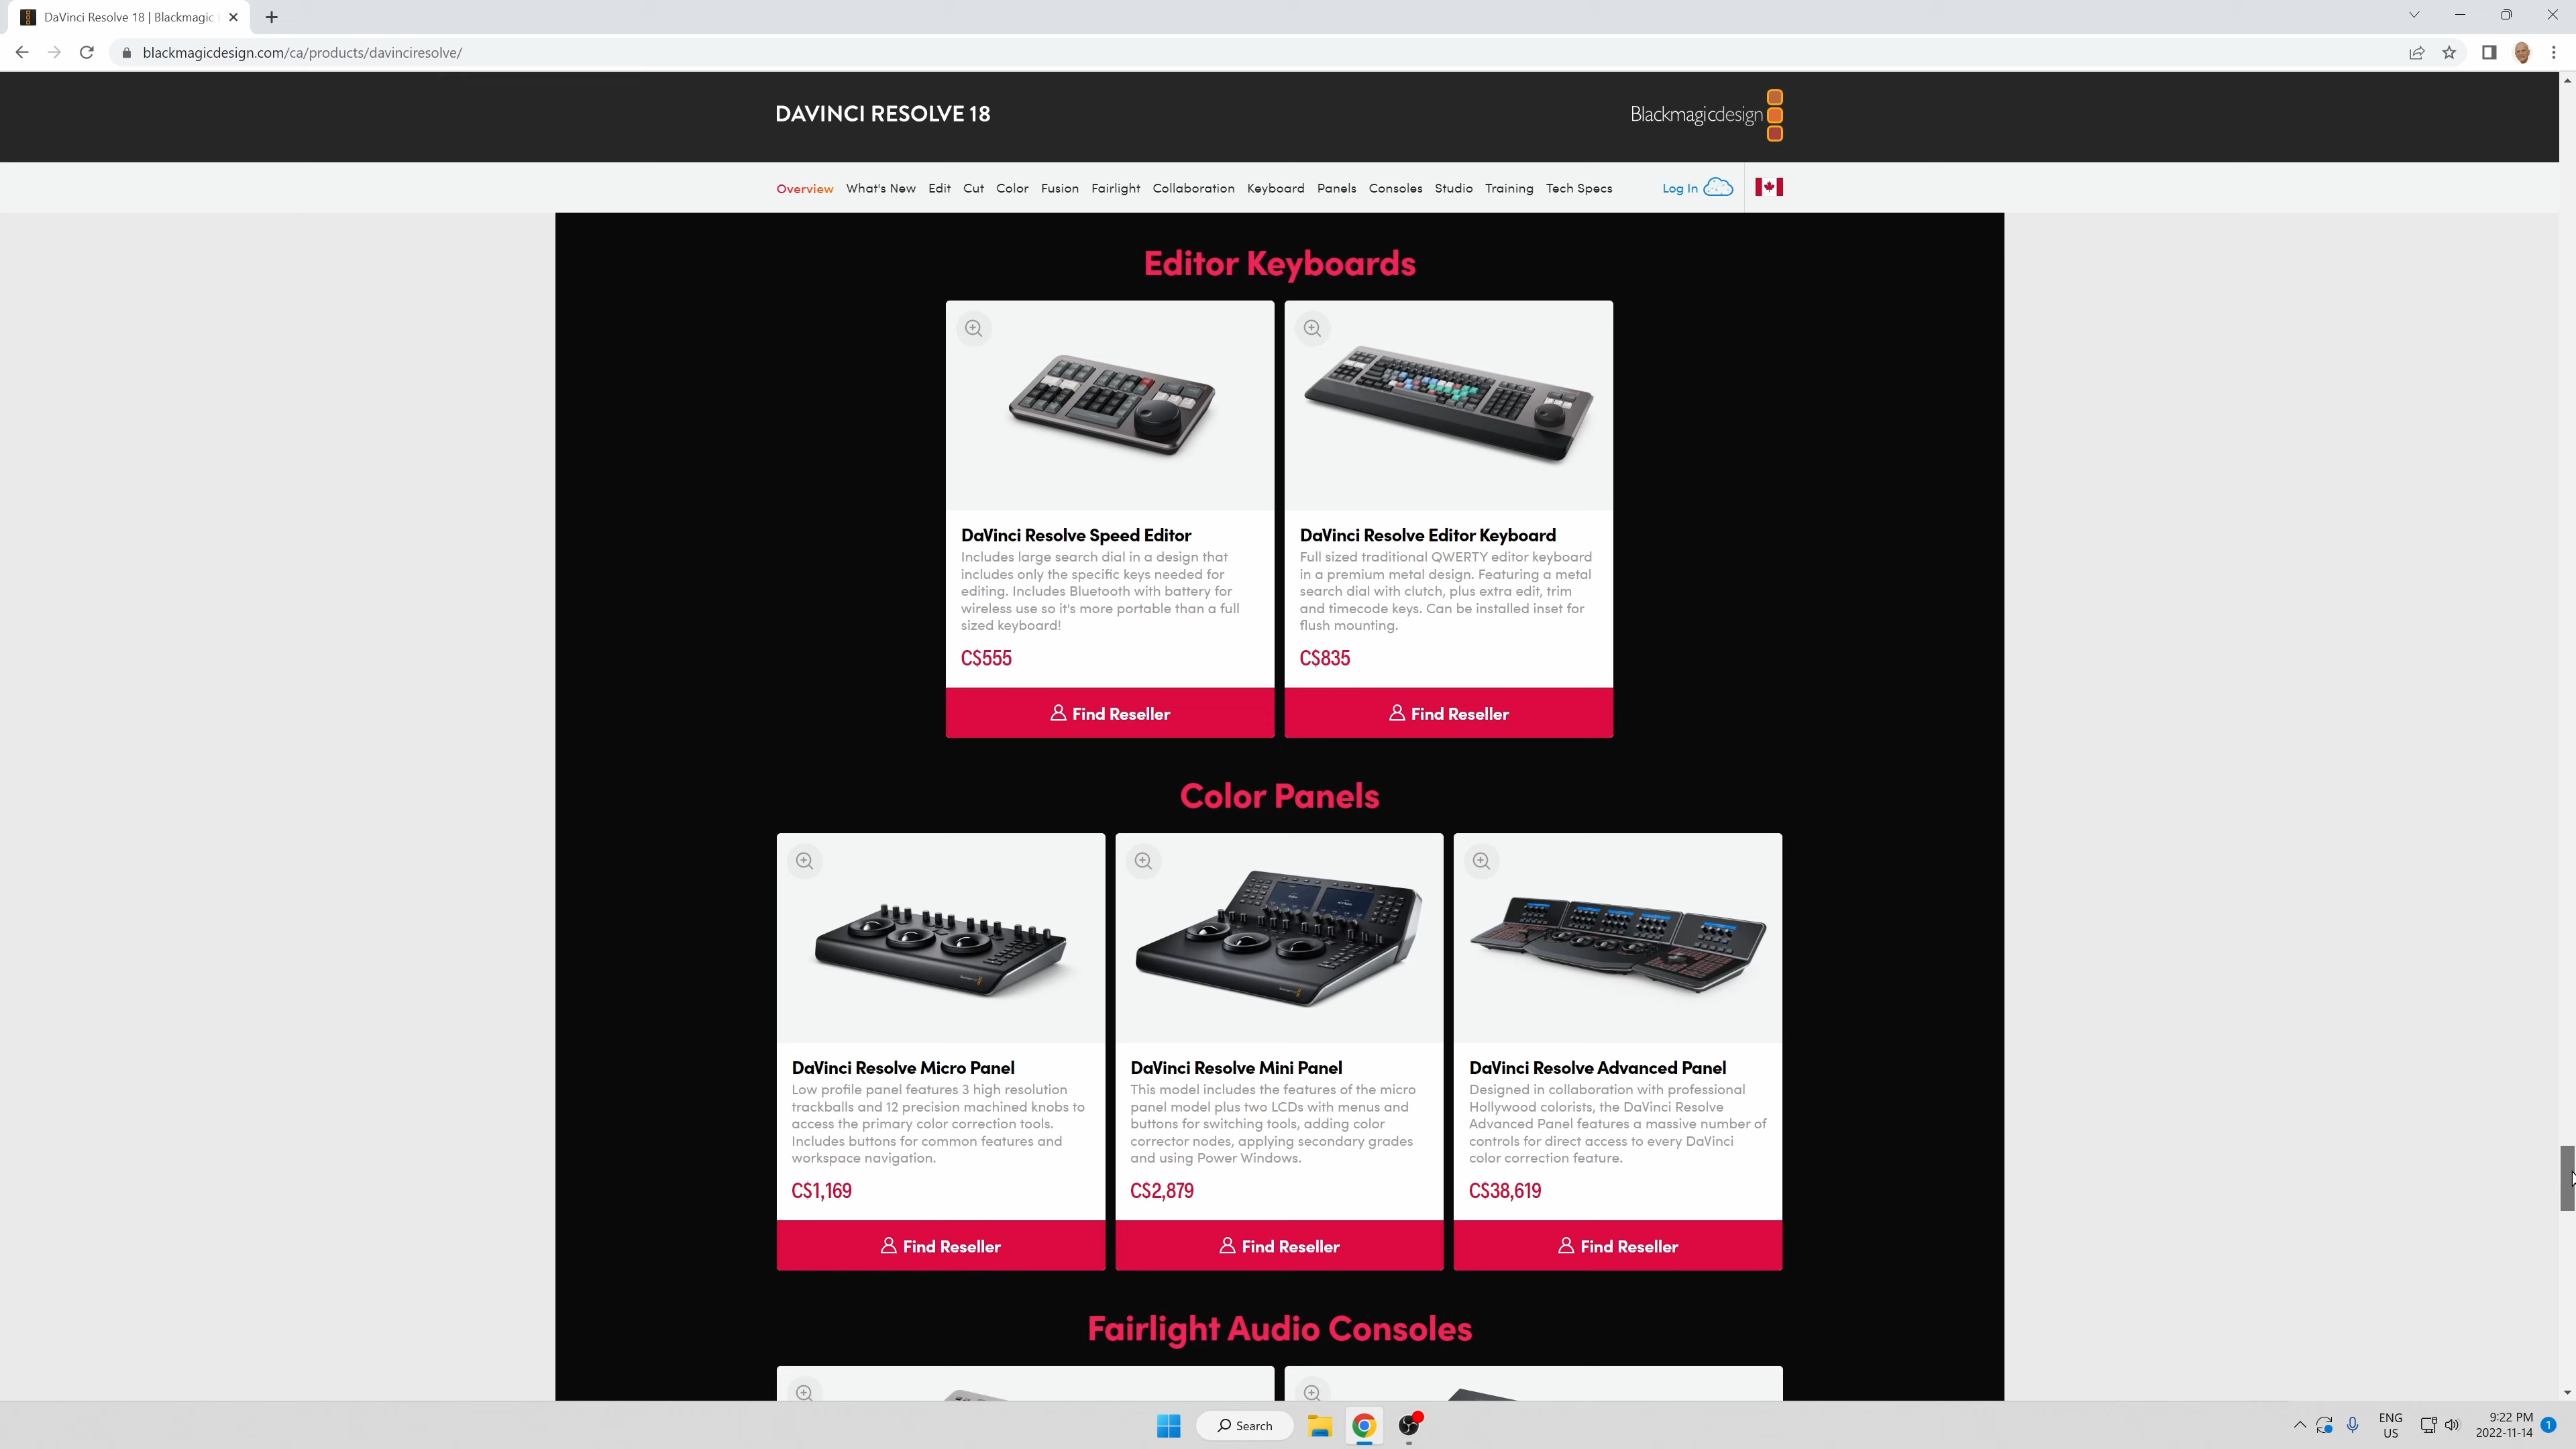 DaVinci Resolve 18 | Blackmagic
blackmagicdesign.com/ca/products/davinciresolve/
DAVINCI RESOLVE 18
Blackmagicdesign
Overview What's New Edit Cut Color Fusion Fairlight Collaboration Keyboard Panels Consoles Studio Training Tech Specs Log In
Editor Keyboards
DaVinci Resolve Speed Editor
Includes large search dial in a design that
includes only the specific keys needed for
editing. Includes Bluetooth with battery for
wireless use so it's more portable than a full
sized keyboard!
C$555
Find Reseller
DaVinci Resolve Editor Keyboard
Full sized traditional QWERTY editor keyboard
in a premium metal design. Featuring a metal
search dial with clutch, plus extra edit, trim
and timecode keys. Can be installed inset for
flush mounting.
C$835
Find Reseller
Color Panels
DaVinci Resolve Micro Panel
Low profile panel features 3 high resolution
trackballs and 12 precision machined knobs to
access the primary color correction tools.
Includes buttons for common features and
workspace navigation.
C$1,169
Find Reseller
DaVinci Resolve Mini Panel
This model includes the features of the micro
panel model plus two LCDs with menus and
buttons for switching tools, adding color
corrector nodes, applying secondary grades
and using Power Windows.
C$2,879
Find Reseller
DaVinci Resolve Advanced Panel
Designed in collaboration with professional
Hollywood colorists, the DaVinci Resolve
Advanced Panel features a massive number of
controls for direct access to every DaVinci
color correction feature.
C$38,619
Find Reseller
Fairlight Audio Consoles
Search
ENG
US
9:22 PM
2022-11-14
1